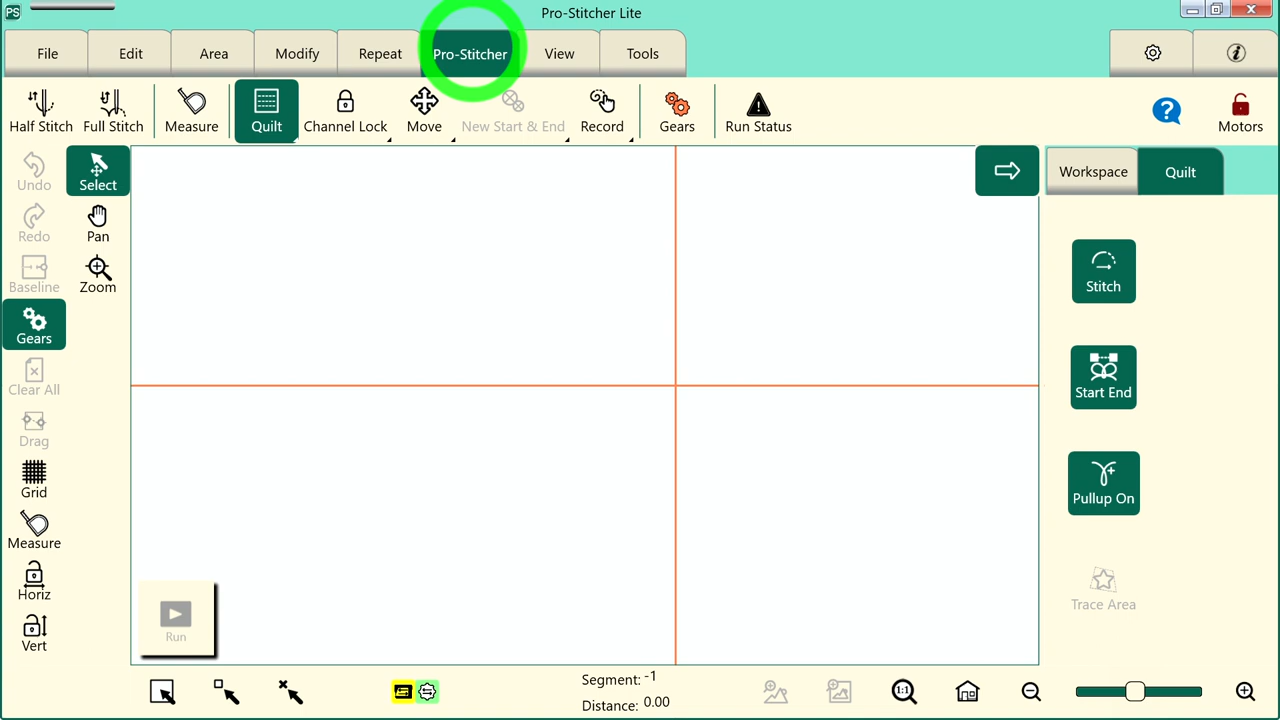 PS
Pro-Stitcher Lite
File Edit Area Modify Repeat Pro-Stitcher View Tools
Half Stitch Full Stitch Measure Quilt Channel Lock Move New Start & End Record Gears Run Status ? Motors
Undo Select Workspace Quilt
Redo Pan
Baseline Zoom
Stitch
Gears
Clear All
Start End
Drag
Grid
Pullup On
Measure
Horiz
Trace Area
Run
Vert
Segment: -1
1:1
Distance: 0.00